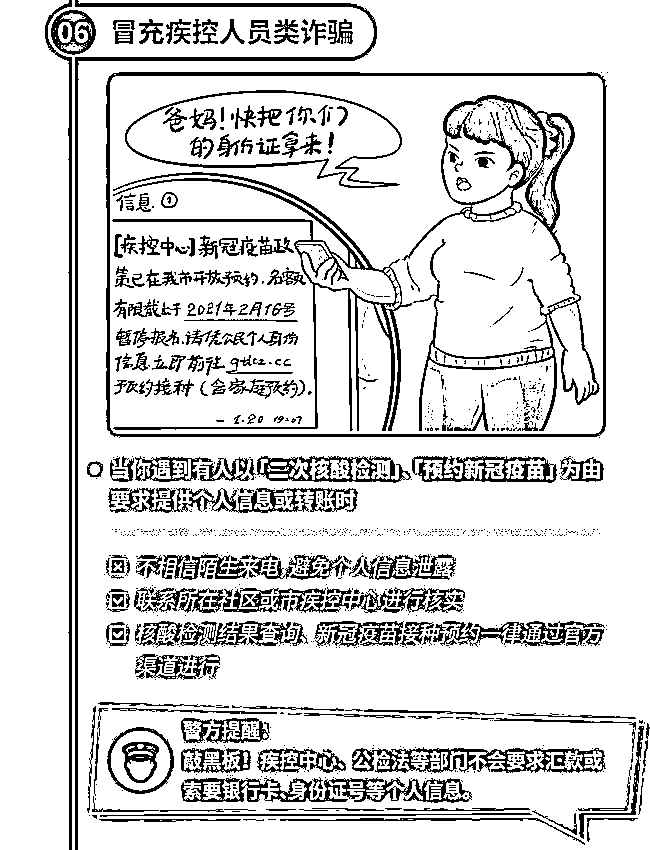 06 冒充疾控人员类诈骗
爸妈!快把你们
的身份证拿来!
信息 ①
[疾控中心]新冠疫苗政
策已在我市开放预约,名额
有限截止于 2021年2月16号
暂停报名,请凭公民个人身份
信息立即前往 gtlcz.cc
预约接种(含家庭预约)。
当你遇到有人以「二次核酸检测」、「预约新冠疫苗」为由
要求提供个人信息或转账时
不相信陌生来电,避免个人信息泄露
联系所在社区或市疾控中心进行核实
核酸检测结果查询、新冠疫苗接种预约一律通过官方
渠道进行
警方提醒:
敲黑板!疾控中心、公检法等部门不会要求汇款或
索要银行卡、身份证号等个人信息。